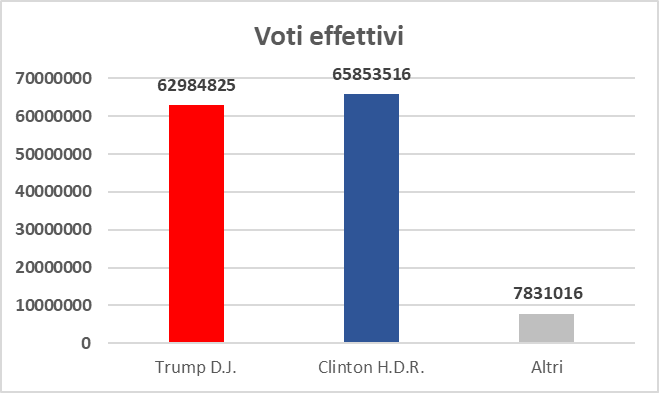 Voti effettivi
70000000
60000000
50000000
40000000
30000000
20000000
10000000
0
62984825
65853516
7831016
Trump D.J.
Clinton H.D.R.
Altri